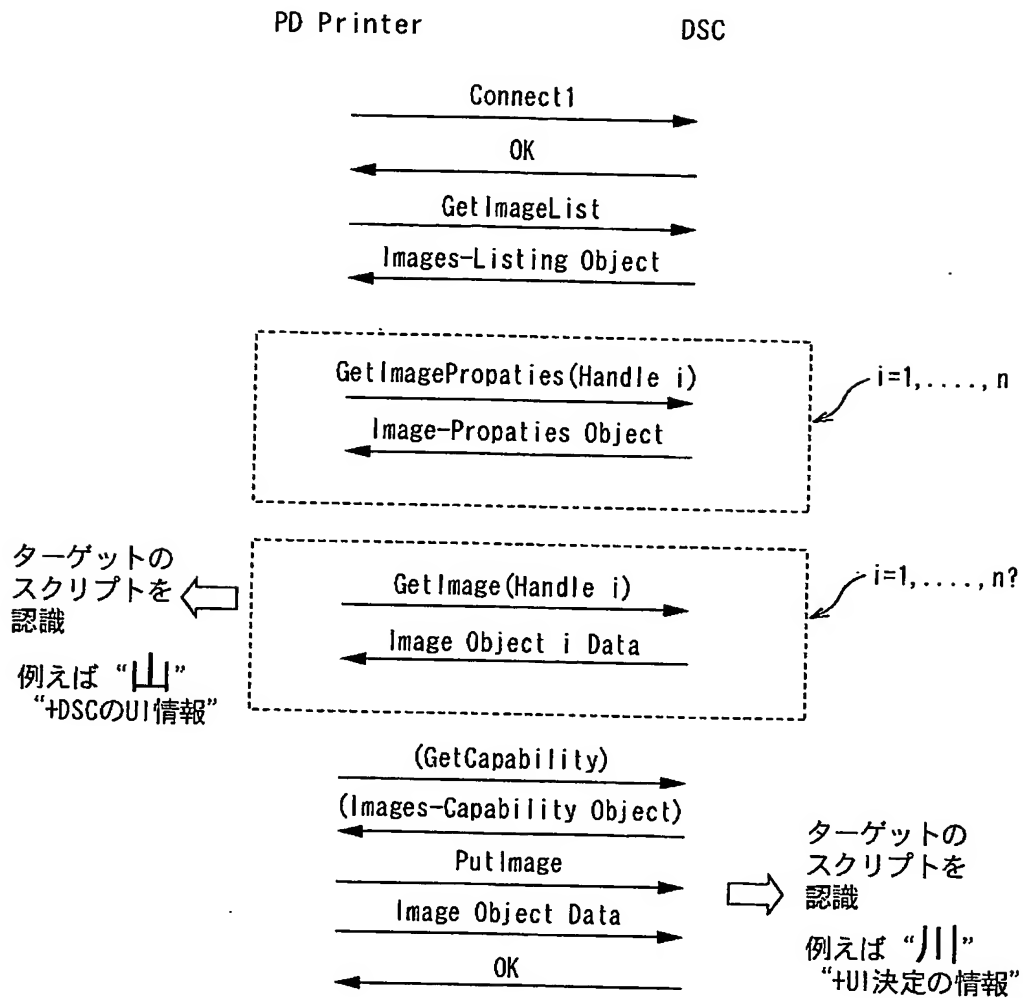 PD Printer DSC
Connect1
OK
GetImageList
Images-Listing Object
GetImagePropaties(Handle i)
i=1,....,n
Image-Propaties Object
ターゲットの
スクリプトを
認識
例えば “山”
“+DSCのUI情報”
GetImage(Handle i)
i=1,....,n?
Image Object i Data
(GetCapability)
(Images-Capability Object)
PutImage
Image Object Data
OK
ターゲットの
スクリプトを
認識
例えば “川”
“+UI決定の情報”